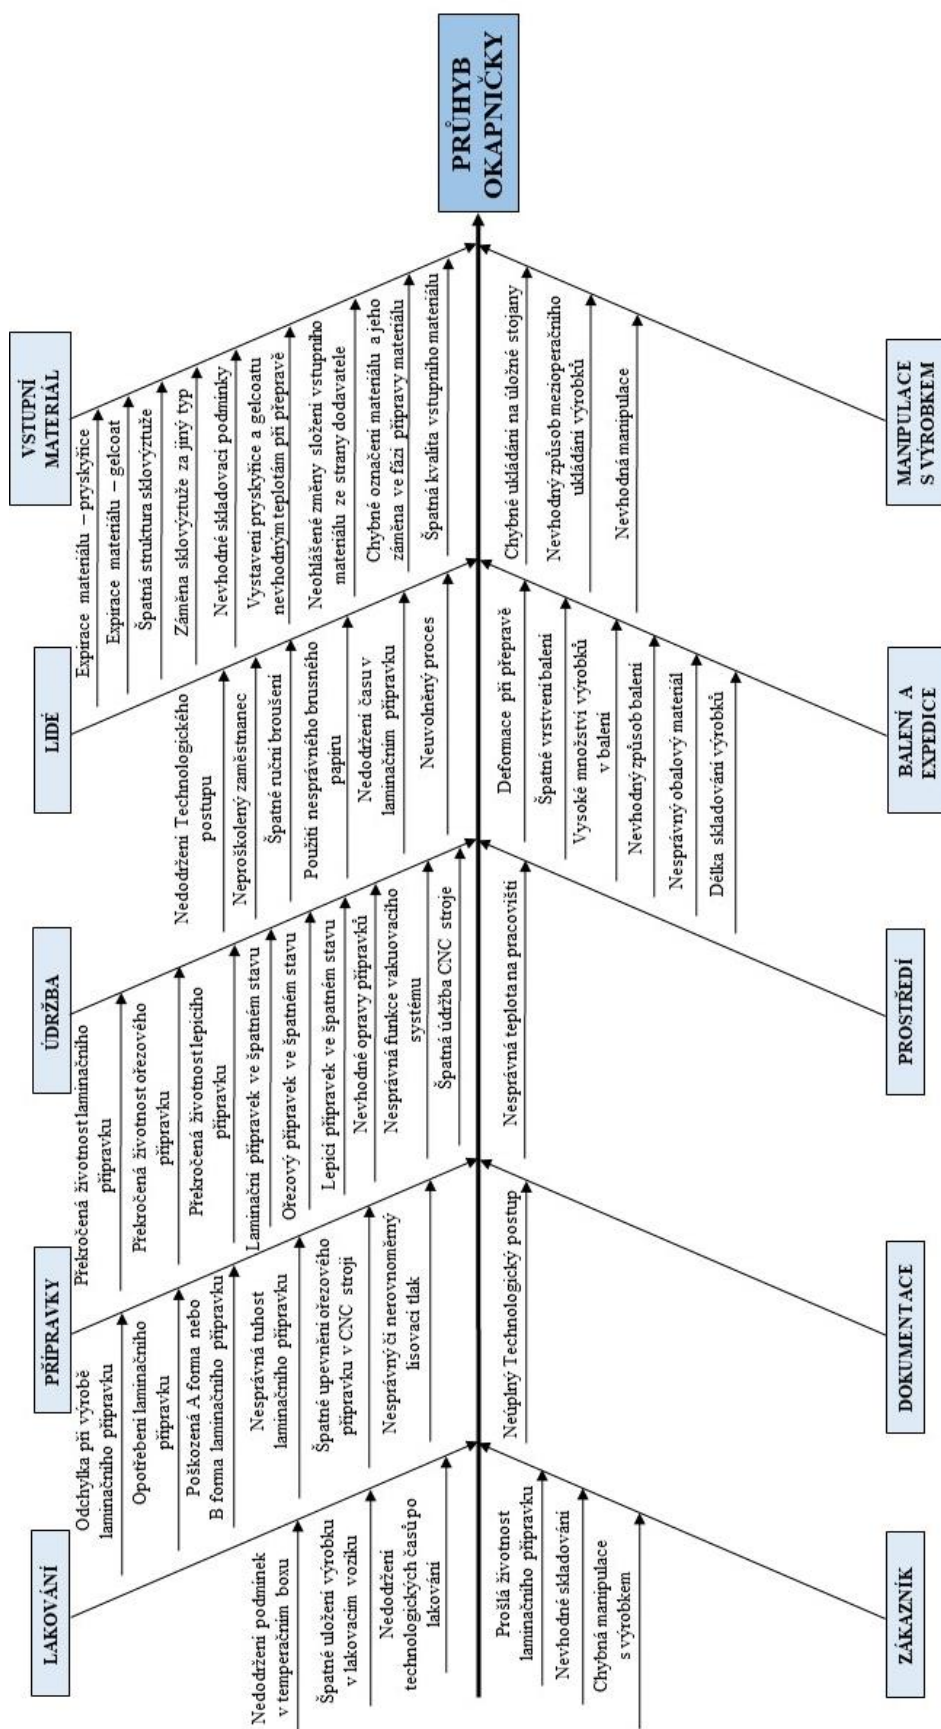 LAKOVÁNÍ
Nedodržení podmínek
v temperačním boxu
Špatné uložení výrobku
v lakovacím vozíku
Nedodržení
technologických časů po
lakování
PŘÍPRAVKY
Odchylka při výrobě
laminačního přípravku
Opotřebení laminačního
přípravku
Poškozená A forma nebo
B forma laminačního přípravku
Nesprávná tuhost
laminačního přípravku
Špatné upevnění ořezového
přípravku v CNC stroji
Nesprávný či nerovnoměrný
lisovací tlak
ÚDRŽBA
Překročená životnost laminačního
přípravku
Překročená životnost ořezového
přípravku
Překročená životnost lepicího
přípravku
Laminační přípravek ve špatném stavu
Ořezový přípravek ve špatném stavu
Lepicí přípravek ve špatném stavu
Nevhodné opravy přípravků
Nesprávná funkce vakuovacího
systému
Špatná údržba CNC stroje
LIDÉ
Nedodržení Technologického
postupu
Neproškolený zaměstnanec
Špatné ruční broušení
Použití nesprávného brusného
papíru
Nedodržení času v
laminačním přípravku
Neuvolněný proces
VSTUPNÍ
MATERIÁL
Expirace materiálu – pryskyřice
Expirace materiálu – gelcoat
Špatná struktura sklovýztuže
Záměna sklovýztuže za jiný typ
Nevhodné skladovací podmínky
Vystavení pryskyřice a gelcoatu
nevhodným teplotám při přepravě
Neohlášené změny složení vstupního
materiálu ze strany dodavatele
Chybné označení materiálu a jeho
záměna ve fázi přípravy materiálu
Špatná kvalita vstupního materiálu
PRŮHYB
OKAPNIČKY
Prošlá životnost
laminačního přípravku
Nevhodné skladování
Chybná manipulace
s výrobkem
ZÁKAZNÍK
Neúplný Technologický postup
DOKUMENTACE
Nesprávná teplota na pracovišti
PROSTŘEDÍ
Deformace při přepravě
Špatné vrstvení balení
Vysoké množství výrobků
v balení
Nevhodný způsob balení
Nesprávný obalový materiál
Délka skladování výrobků
BALENÍ A
EXPEDICE
Chybné ukládání na úložné stojany
Nevhodný způsob mezioperačního
ukládání výrobků
Nevhodná manipulace
MANIPULACE
S VÝROBKEM